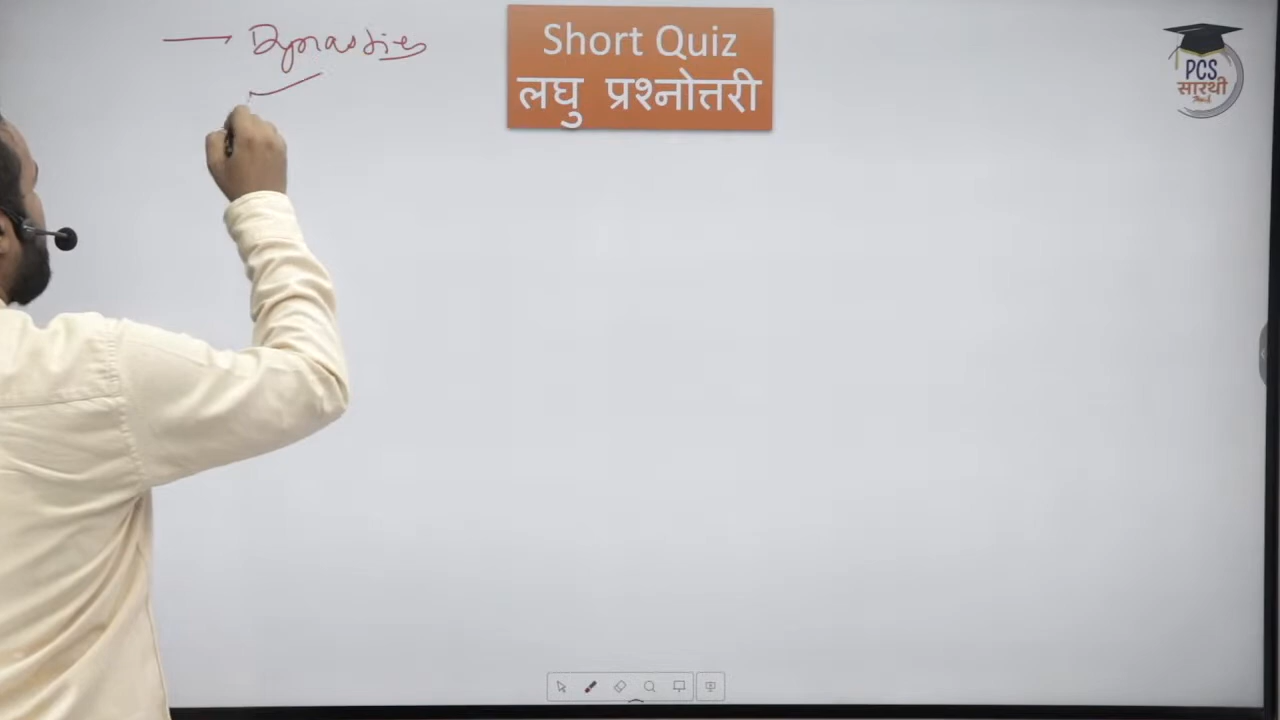 — Dynasties
Short Quiz
लघु प्रश्नोत्तरी
PCS
सारथी